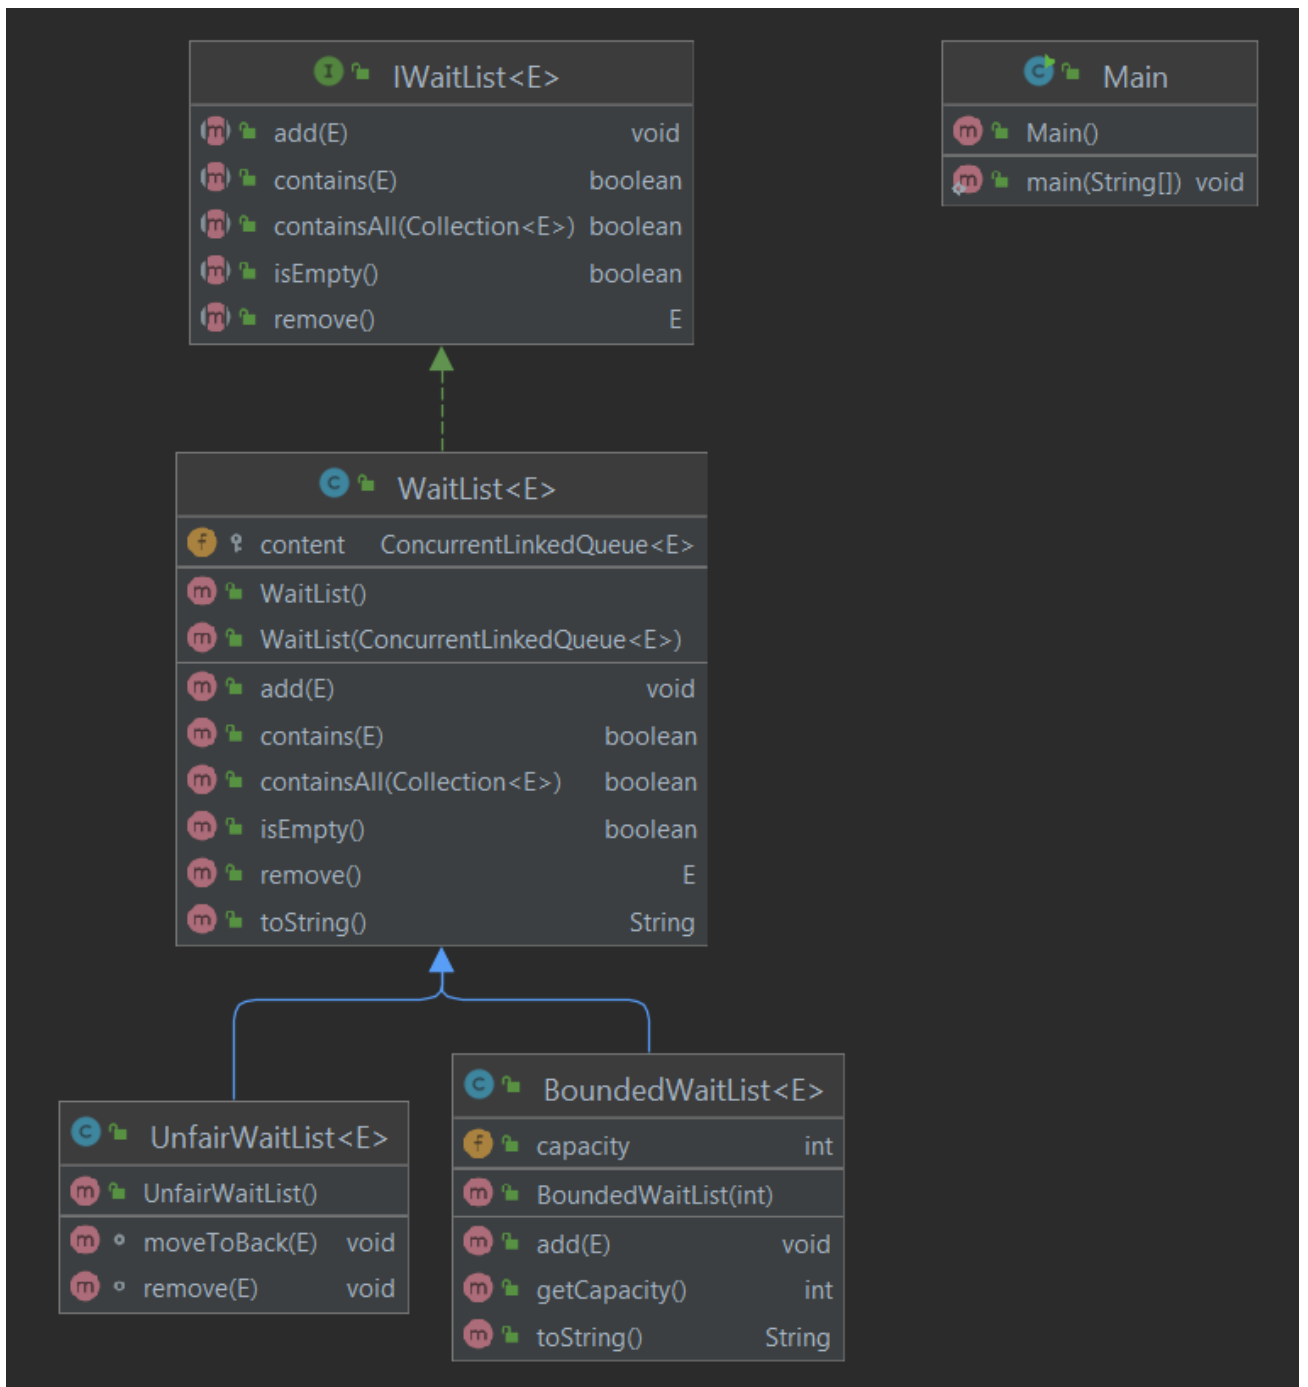 IWaitList<E>
add(E) void
contains(E) boolean
containsAll(Collection<E>) boolean
isEmpty() boolean
remove() E
Main
Main()
main(String[]) void
WaitList<E>
content ConcurrentLinkedQueue<E>
WaitList()
WaitList(ConcurrentLinkedQueue<E>)
add(E) void
contains(E) boolean
containsAll(Collection<E>) boolean
isEmpty() boolean
remove() E
toString() String
UnfairWaitList<E>
UnfairWaitList()
moveToBack(E) void
remove(E) void
BoundedWaitList<E>
capacity int
BoundedWaitList(int)
add(E) void
getCapacity() int
toString() String